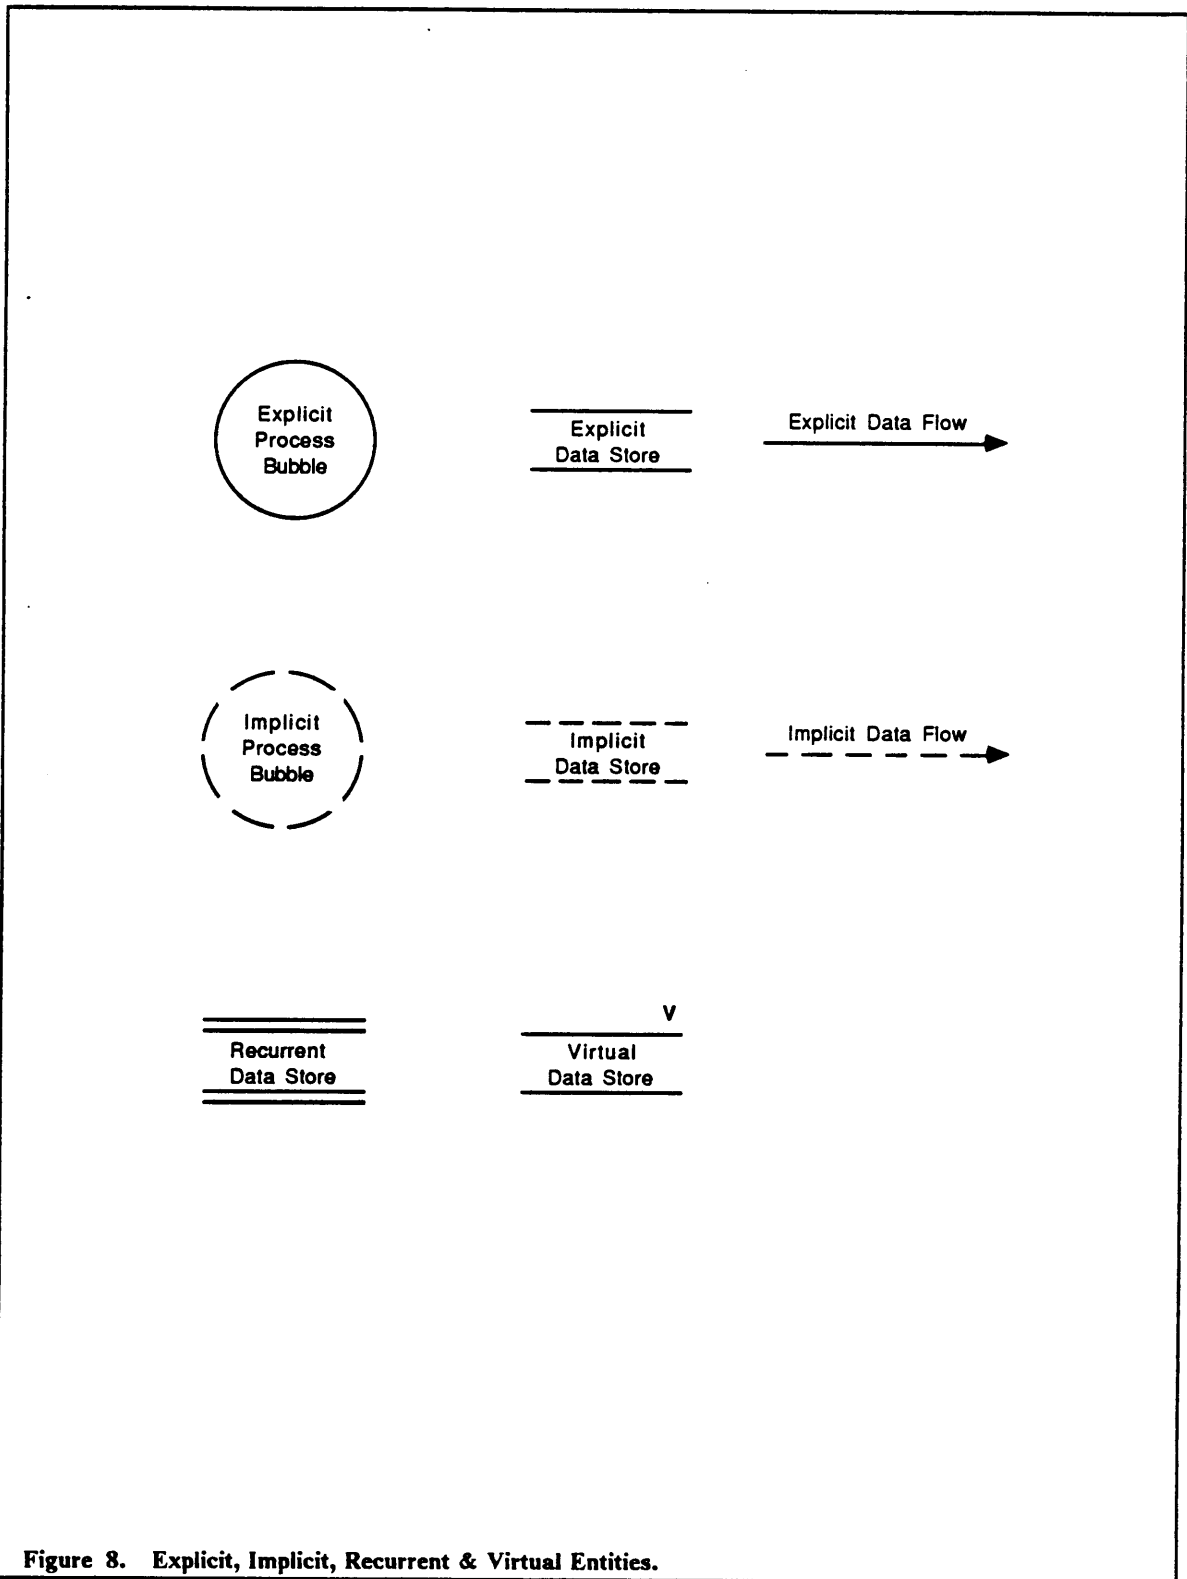 Explicit
Process
Bubble
Explicit
Data Store
Explicit Data Flow
Implicit
Process
Bubble
Implicit
Data Store
Implicit Data Flow
Recurrent
Data Store
V
Virtual
Data Store
Figure 8. Explicit, Implicit, Recurrent & Virtual Entities.